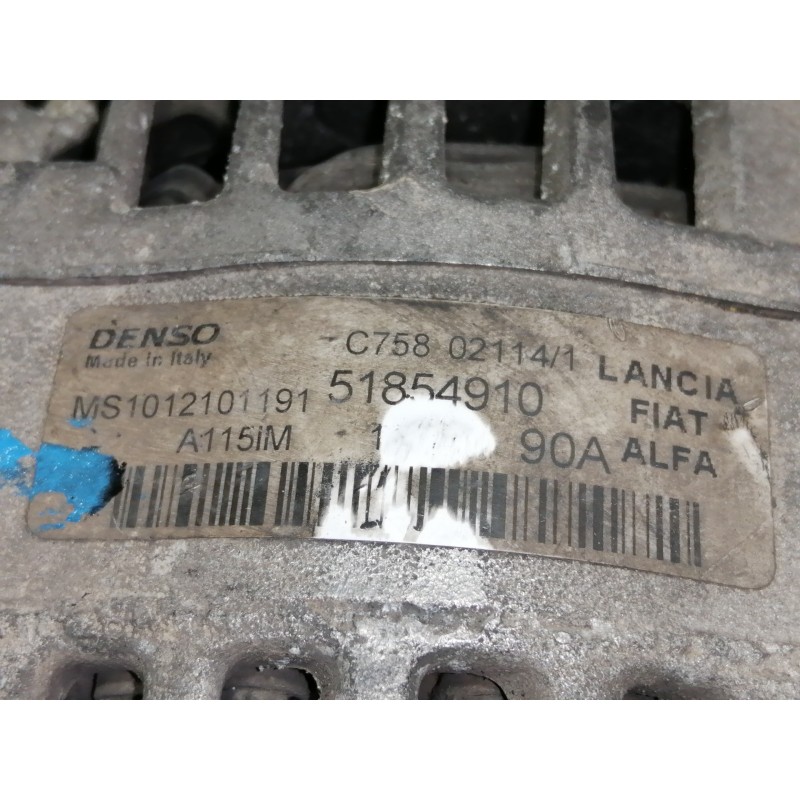 DENSO
Made in Italy
C758 02114/1
MS1012101191
51854910
A115iM
90A
LANCIA
FIAT
ALFA